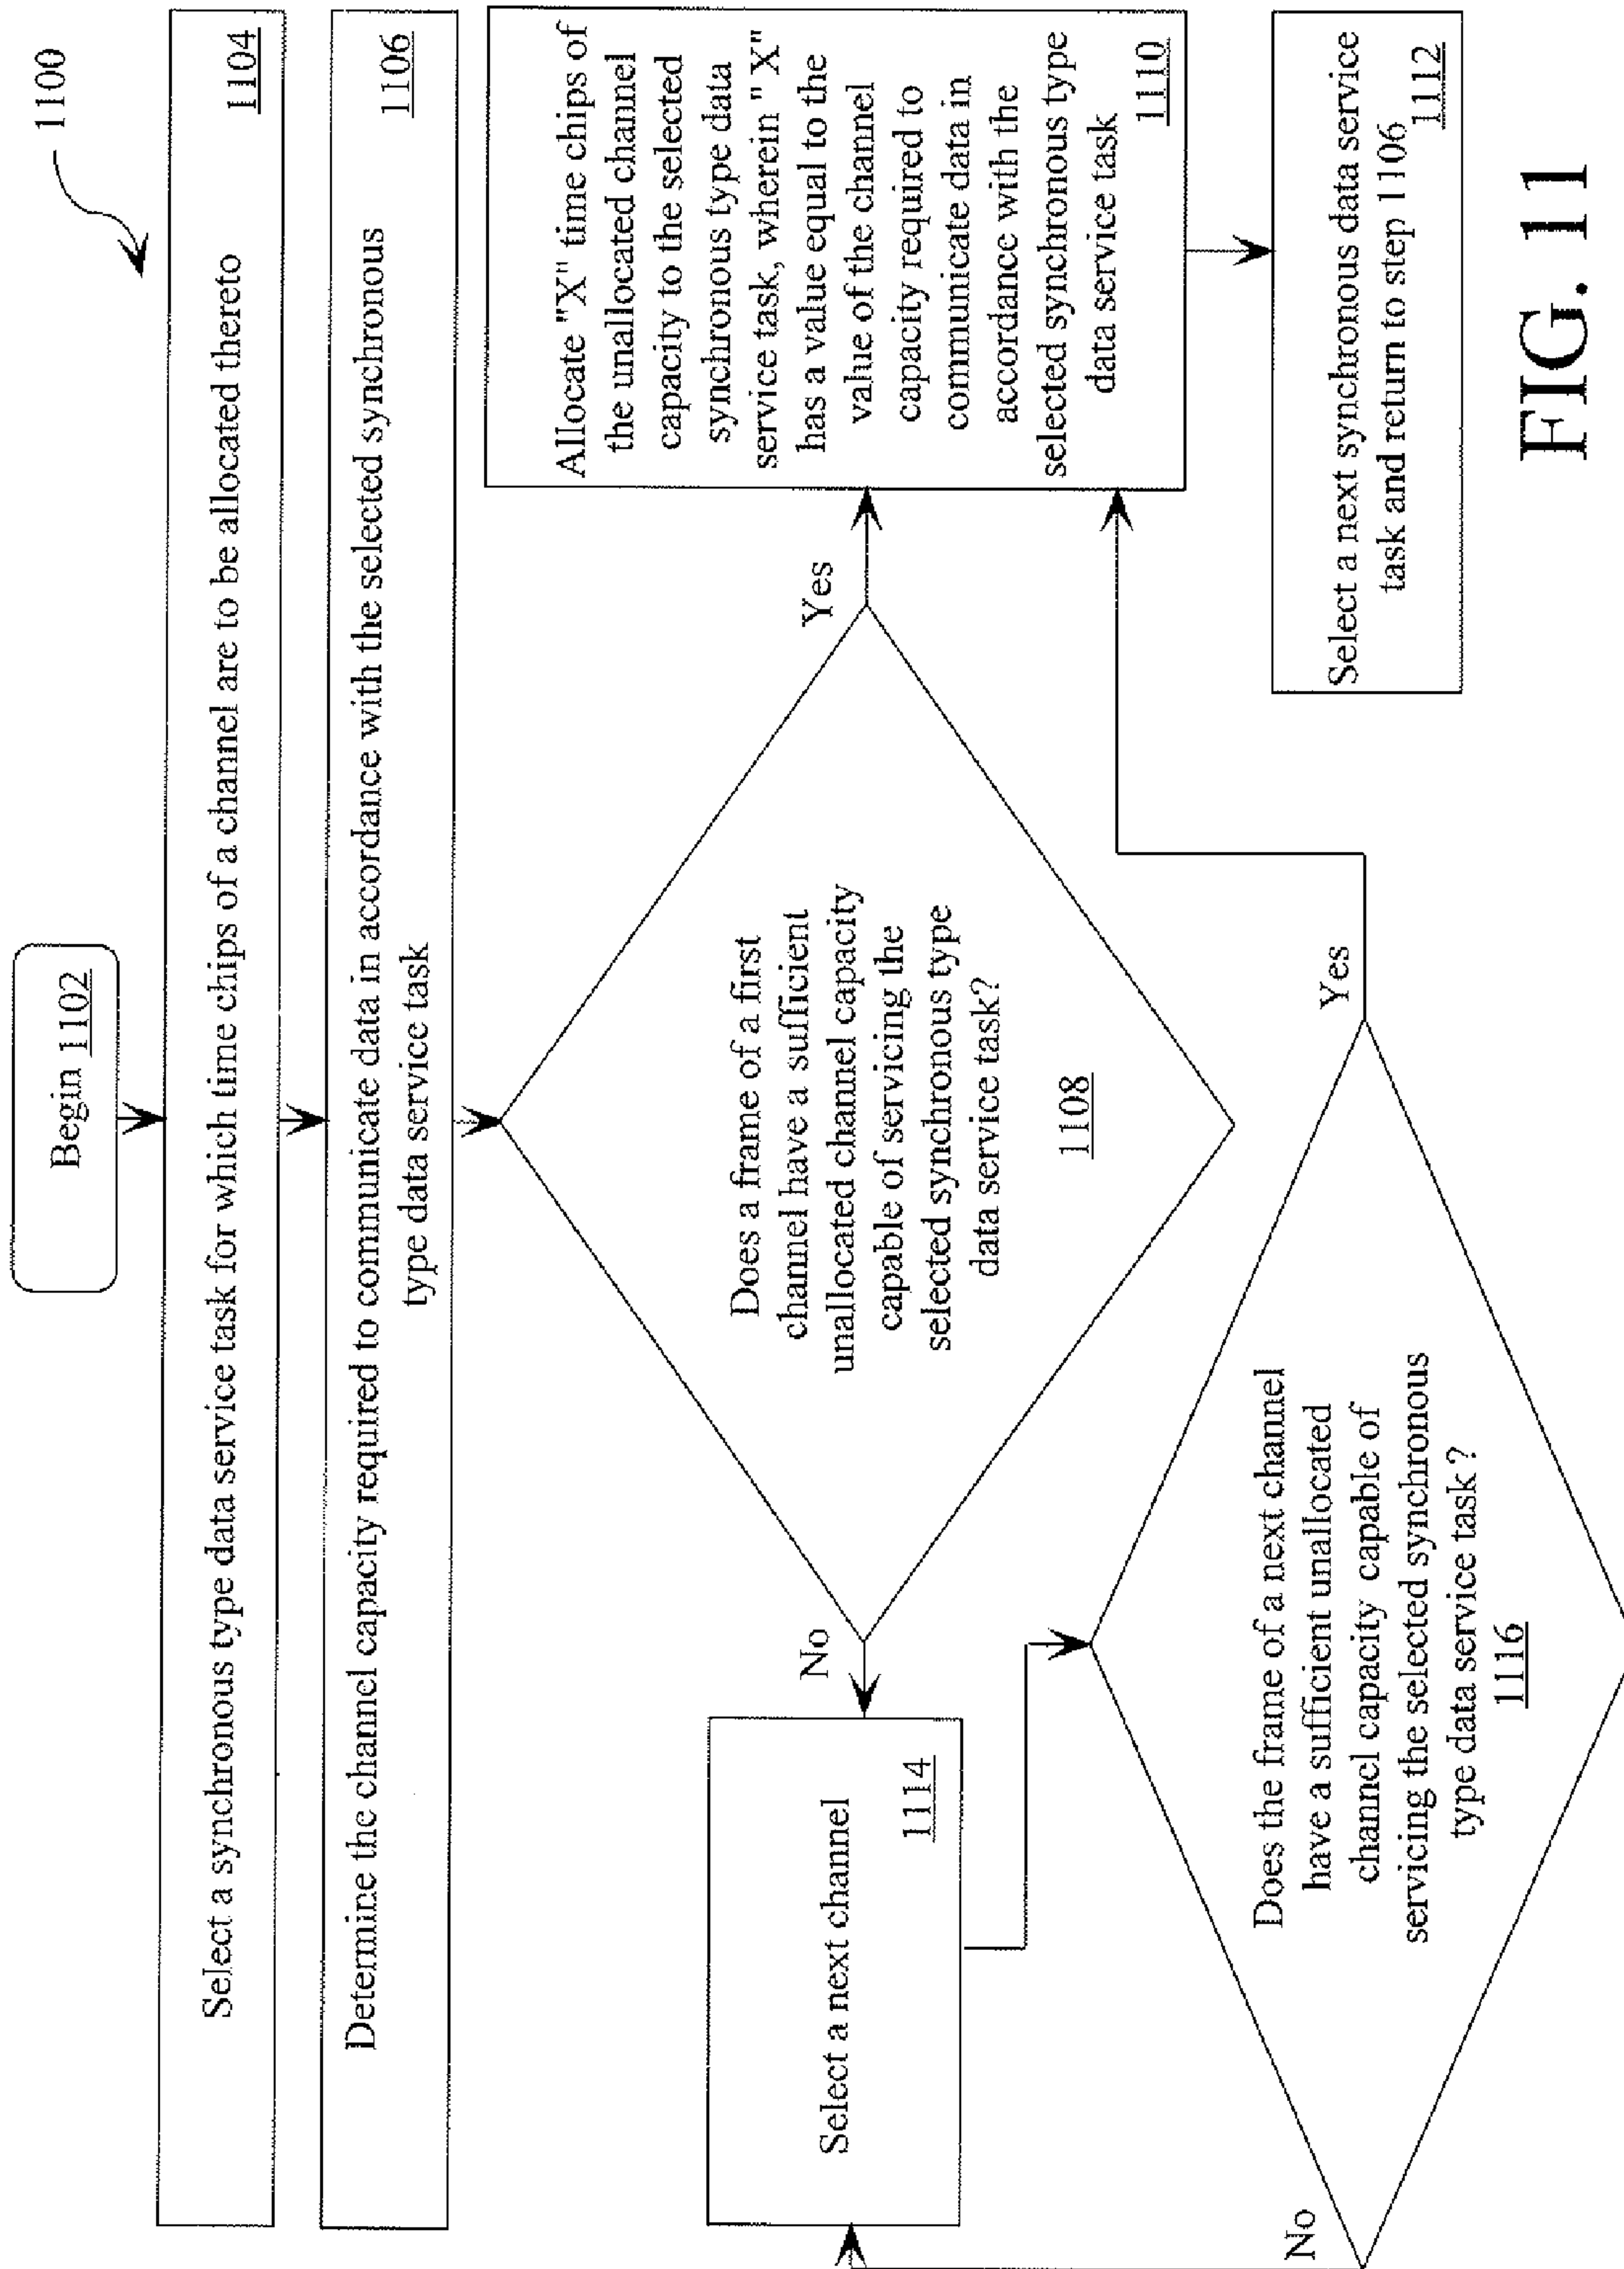 1100
Begin 1102
Select a synchronous type data service task for which time chips of a channel are to be allocated thereto
1104
Determine the channel capacity required to communicate data in accordance with the selected synchronous
type data service task
1106
Does a frame of a first
channel have a sufficient
unallocated channel capacity
capable of servicing the
selected synchronous type
data service task?
1108
Yes
No
Allocate "X" time chips of
the unallocated channel
capacity to the selected
synchronous type data
service task, wherein " X"
has a value equal to the
value of the channel
capacity required to
communicate data in
accordance with the
selected synchronous type
data service task
1110
Select a next synchronous data service
task and return to step 1106
1112
Select a next channel
1114
Does the frame of a next channel
have a sufficient unallocated
channel capacity capable of
servicing the selected synchronous
type data service task ?
1116
Yes
No
FIG. 11